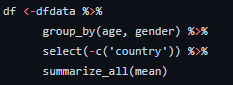 df <-dfdata %>%
group_by(age, gender) %>%
select(-c('country')) %>%
summarize_all(mean)